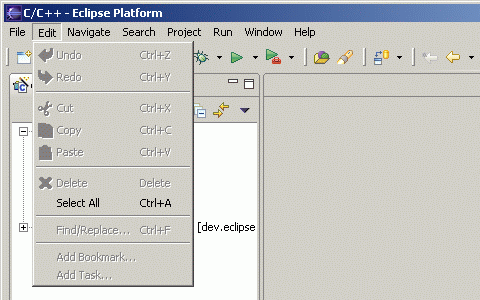 C/C++ - Eclipse Platform
File Edit Navigate Search Project Run Window Help
Undo Ctrl+Z
Redo Ctrl+Y
Cut Ctrl+X
Copy Ctrl+C
Paste Ctrl+V
Delete Delete
Select All Ctrl+A
Find/Replace... Ctrl+F
[dev.eclipse
Add Bookmark...
Add Task...